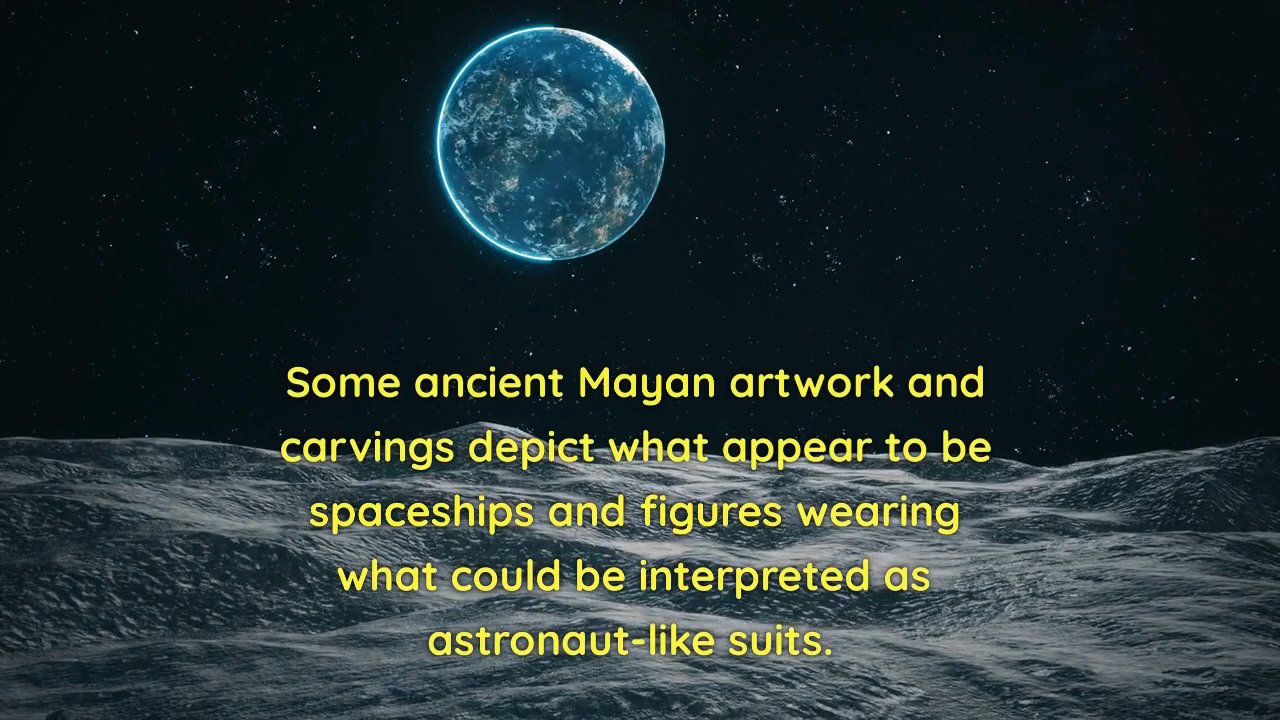 Some ancient Mayan artwork and
carvings depict what appear to be
spaceships and figures wearing
what could be interpreted as
astronaut-like suits.